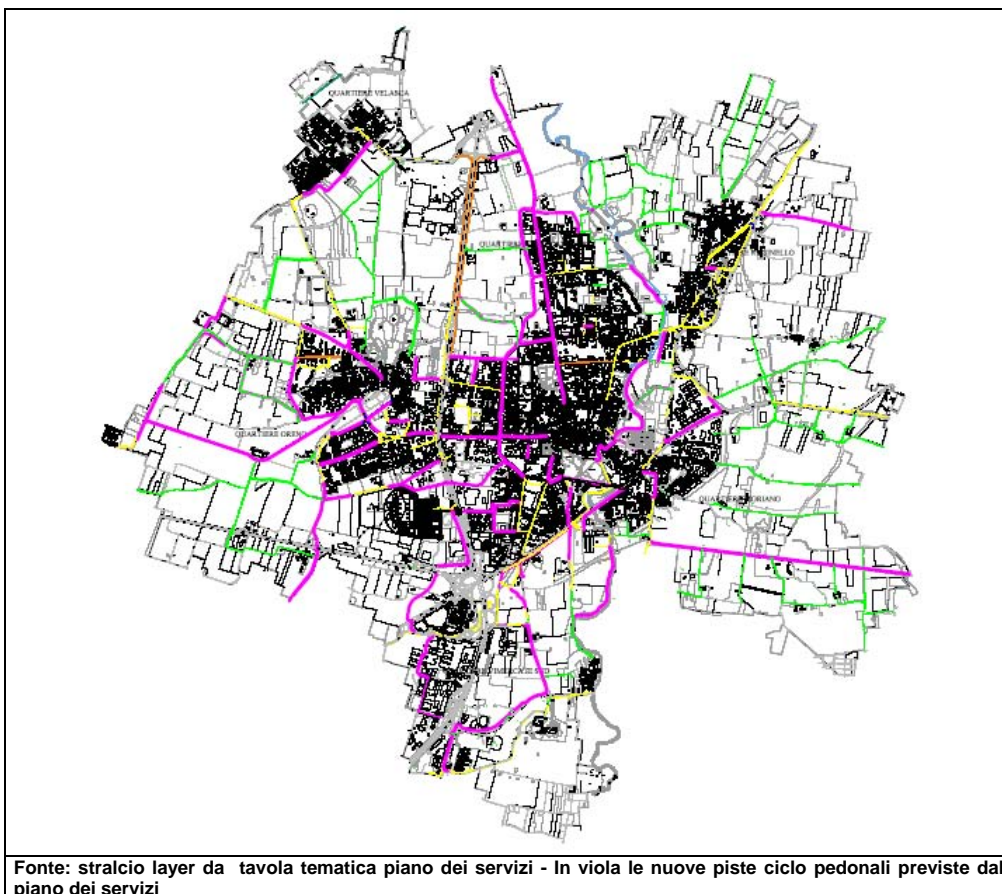 QUARTIERE VELASCA
QUARTIERE
QUARTIERE ORENO
Fonte: stralcio layer da tavola tematica piano dei servizi - In viola le nuove piste ciclo pedonali previste dal
piano dei servizi